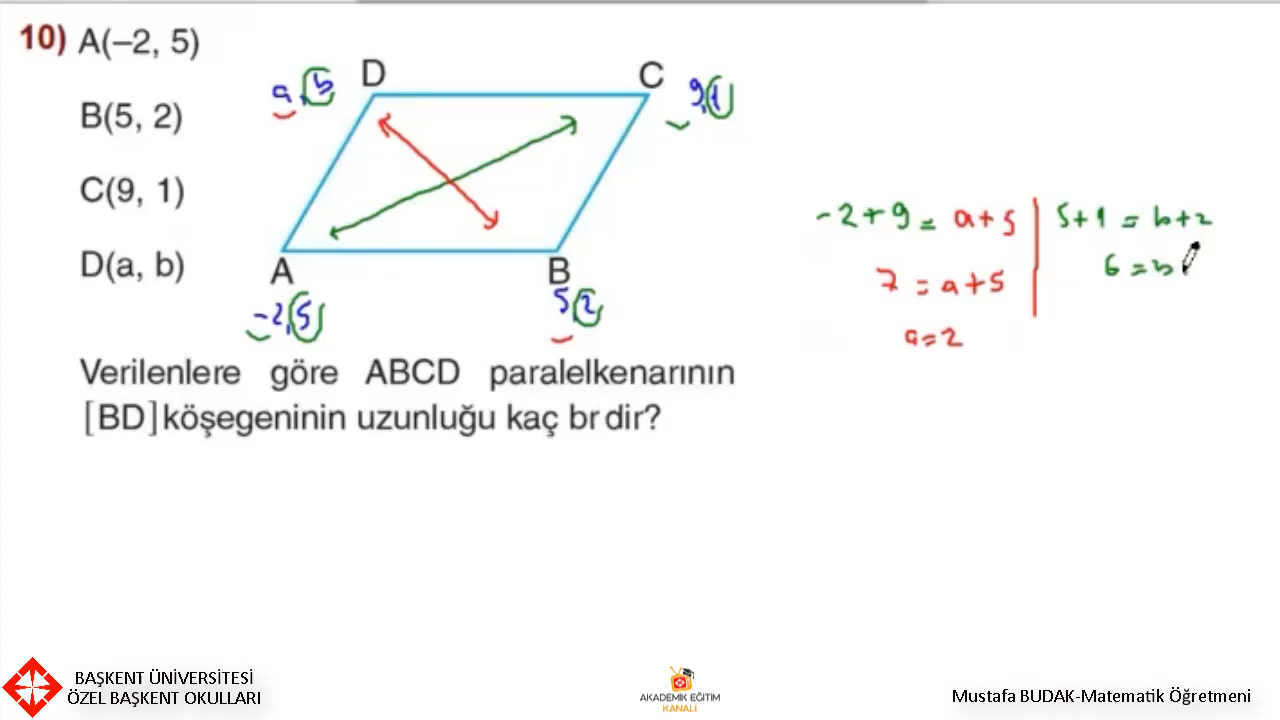 10) A(–2, 5)
B(5, 2)
C(9, 1)
D(a, b)
a, b
D
C
9, 1
A
B
-2, 5
5, 2
-2+9 = a+5
7 = a+5
a=2
5+1 = b+2
6 = b
Verilenlere göre ABCD paralelkenarının
[BD] köşegeninin uzunluğu kaç br dir?
BAŞKENT ÜNİVERSİTESİ
ÖZEL BAŞKENT OKULLARI
AKADEMİK EĞİTİM
KANALI
Mustafa BUDAK-Matematik Öğretmeni